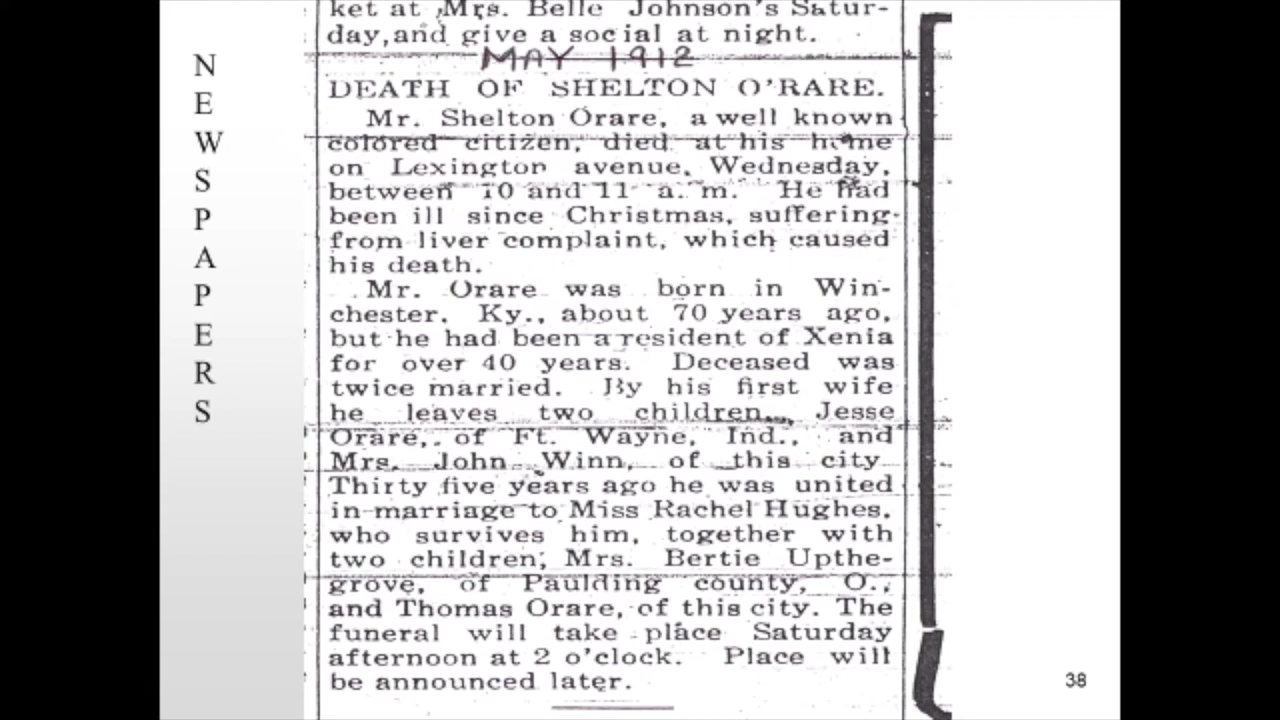 NEWSPAPERS
ket at Mrs. Belle Johnson's Satur-
day, and give a social at night.
MAY 1912
DEATH OF SHELTON O'RARE.
Mr. Shelton Orare, a well known
colored citizen, died at his home
on Lexington avenue, Wednesday,
between 10 and 11 a. m. He had
been ill since Christmas, suffering
from liver complaint, which caused
his death.
Mr. Orare was born in Win-
chester, Ky., about 70 years ago,
but he had been a resident of Xenia
for over 40 years. Deceased was
twice married. By his first wife
he leaves two children, Jesse
Orare, of Ft. Wayne, Ind., and
Mrs. John Winn, of this city
Thirty five years ago he was united
in marriage to Miss Rachel Hughes,
who survives him, together with
two children, Mrs. Bertie Upthe-
grove, of Paulding county, O.,
and Thomas Orare, of this city. The
funeral will take place Saturday
afternoon at 2 o'clock. Place will
be announced later.
38